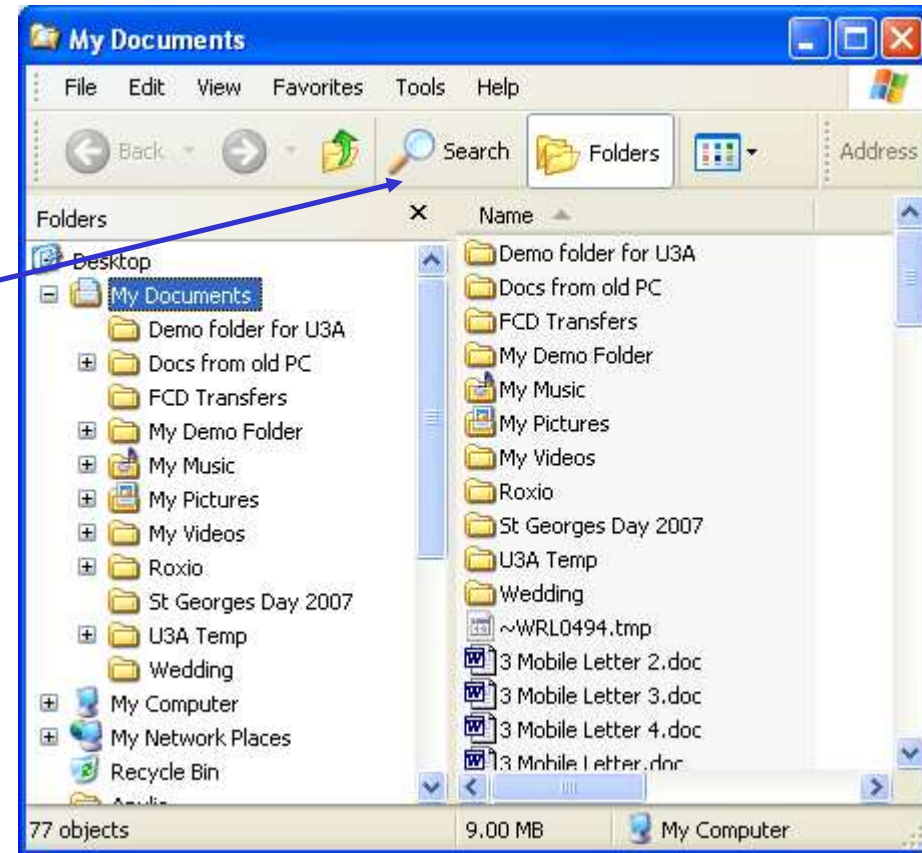 My Documents
File Edit View Favorites Tools Help
Back Search Folders Address
Folders
Desktop
My Documents
Demo folder for U3A
Docs from old PC
FCD Transfers
My Demo Folder
My Music
My Pictures
My Videos
Roxio
St Georges Day 2007
U3A Temp
Wedding
My Computer
My Network Places
Recycle Bin
Name
Demo folder for U3A
Docs from old PC
FCD Transfers
My Demo Folder
My Music
My Pictures
My Videos
Roxio
St Georges Day 2007
U3A Temp
Wedding
~WRL0494.tmp
3 Mobile Letter 2.doc
3 Mobile Letter 3.doc
3 Mobile Letter 4.doc
3 Mobile Letter.doc
77 objects 9.00 MB My Computer